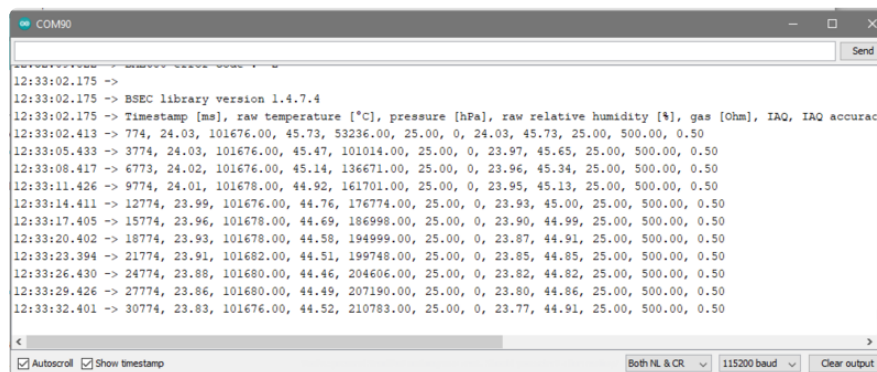 COM90
Send
12:33:02.175 ->
12:33:02.175 -> BSEC library version 1.4.7.4
12:33:02.175 -> Timestamp [ms], raw temperature [°C], pressure [hPa], raw relative humidity [%], gas [Ohm], IAQ, IAQ accurac
12:33:02.413 -> 774, 24.03, 101676.00, 45.73, 53236.00, 25.00, 0, 24.03, 45.73, 25.00, 500.00, 0.50
12:33:05.433 -> 3774, 24.03, 101676.00, 45.47, 101014.00, 25.00, 0, 23.97, 45.65, 25.00, 500.00, 0.50
12:33:08.417 -> 6773, 24.02, 101676.00, 45.14, 136671.00, 25.00, 0, 23.96, 45.34, 25.00, 500.00, 0.50
12:33:11.426 -> 9774, 24.01, 101678.00, 44.92, 161701.00, 25.00, 0, 23.95, 45.13, 25.00, 500.00, 0.50
12:33:14.411 -> 12774, 23.99, 101676.00, 44.76, 176774.00, 25.00, 0, 23.93, 45.00, 25.00, 500.00, 0.50
12:33:17.405 -> 15774, 23.96, 101678.00, 44.69, 186998.00, 25.00, 0, 23.90, 44.99, 25.00, 500.00, 0.50
12:33:20.402 -> 18774, 23.93, 101678.00, 44.58, 194999.00, 25.00, 0, 23.87, 44.91, 25.00, 500.00, 0.50
12:33:23.394 -> 21774, 23.91, 101682.00, 44.51, 199748.00, 25.00, 0, 23.85, 44.85, 25.00, 500.00, 0.50
12:33:26.430 -> 24774, 23.88, 101680.00, 44.46, 204606.00, 25.00, 0, 23.82, 44.82, 25.00, 500.00, 0.50
12:33:29.426 -> 27774, 23.86, 101680.00, 44.49, 207190.00, 25.00, 0, 23.80, 44.86, 25.00, 500.00, 0.50
12:33:32.401 -> 30774, 23.83, 101676.00, 44.52, 210783.00, 25.00, 0, 23.77, 44.91, 25.00, 500.00, 0.50
Autoscroll Show timestamp Both NL & CR 115200 baud Clear output